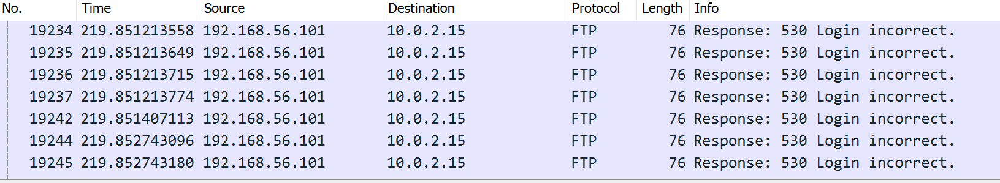 No. Time Source Destination Protocol Length Info
19234 219.851213558 192.168.56.101 10.0.2.15 FTP 76 Response: 530 Login incorrect.
19235 219.851213649 192.168.56.101 10.0.2.15 FTP 76 Response: 530 Login incorrect.
19236 219.851213715 192.168.56.101 10.0.2.15 FTP 76 Response: 530 Login incorrect.
19237 219.851213774 192.168.56.101 10.0.2.15 FTP 76 Response: 530 Login incorrect.
19242 219.851407113 192.168.56.101 10.0.2.15 FTP 76 Response: 530 Login incorrect.
19244 219.852743096 192.168.56.101 10.0.2.15 FTP 76 Response: 530 Login incorrect.
19245 219.852743180 192.168.56.101 10.0.2.15 FTP 76 Response: 530 Login incorrect.